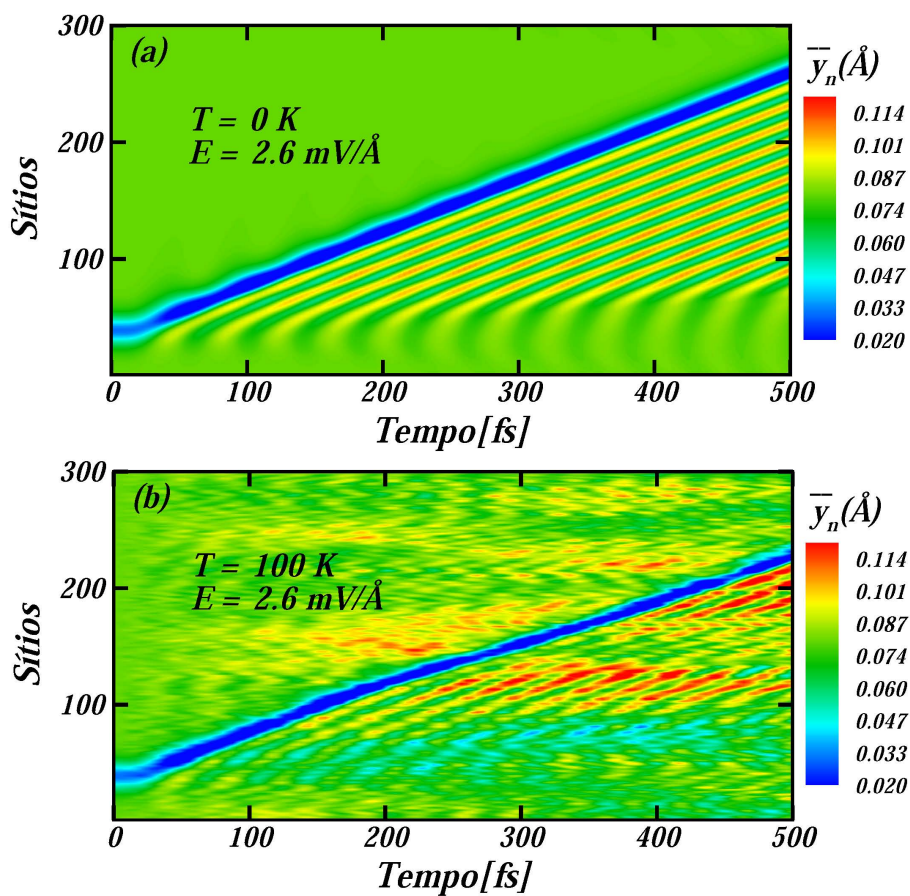 300
(a)
y̅n(Å)
T = 0 K
E = 2.6 mV/Å
200
Sítios
100
0.114
0.101
0.087
0.074
0.060
0.047
0.033
0.020
0 100 200 300 400 500
Tempo[fs]
300
(b)
y̅n(Å)
T = 100 K
E = 2.6 mV/Å
200
Sítios
100
0.114
0.101
0.087
0.074
0.060
0.047
0.033
0.020
0 100 200 300 400 500
Tempo[fs]